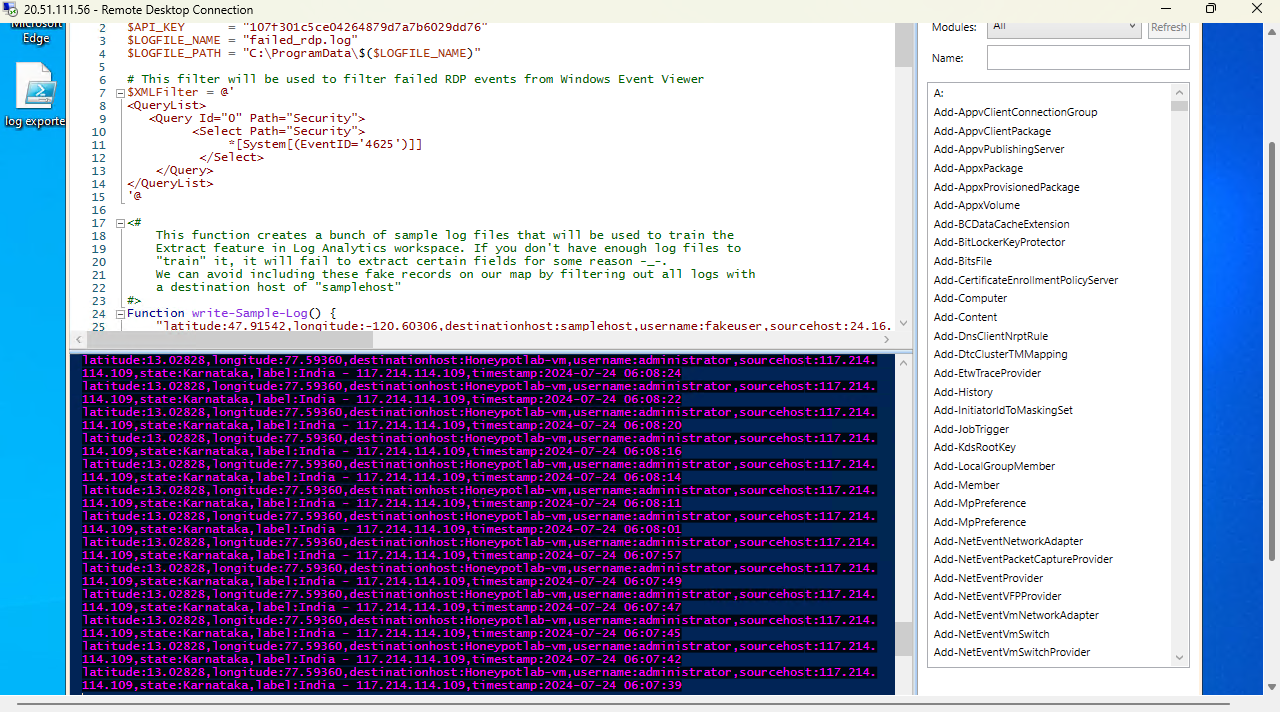 20.51.111.56 - Remote Desktop Connection
Microsoft
Edge
log exporte
2 $API_KEY = "107f301c5ce04264879d7a7b6029dd76"
3 $LOGFILE_NAME = "failed_rdp.log"
4 $LOGFILE_PATH = "C:\ProgramData\$($LOGFILE_NAME)"
5
6 # This filter will be used to filter failed RDP events from Windows Event Viewer
7 $XMLFilter = @'
8 <QueryList>
9 <Query Id="0" Path="Security">
10 <Select Path="Security">
11 *[System[(EventID='4625')]]
12 </Select>
13 </Query>
14 </QueryList>
15 '@
16
17 <#
18 This function creates a bunch of sample log files that will be used to train the
19 Extract feature in Log Analytics workspace. If you don't have enough log files to
20 "train" it, it will fail to extract certain fields for some reason -_-.
21 We can avoid including these fake records on our map by filtering out all logs with
22 a destination host of "samplehost"
23 #>
24 Function write-Sample-Log() {
25 "latitude:47.91542,longitude:-120.60306,destinationhost:samplehost,username:fakeuser,sourcehost:24.16.
latitude:13.02828,longitude:77.59360,destinationhost:Honeypotlab-vm,username:administrator,sourcehost:117.214.
114.109,state:Karnataka,label:India - 117.214.114.109,timestamp:2024-07-24 06:08:24
latitude:13.02828,longitude:77.59360,destinationhost:Honeypotlab-vm,username:administrator,sourcehost:117.214.
114.109,state:Karnataka,label:India - 117.214.114.109,timestamp:2024-07-24 06:08:22
latitude:13.02828,longitude:77.59360,destinationhost:Honeypotlab-vm,username:administrator,sourcehost:117.214.
114.109,state:Karnataka,label:India - 117.214.114.109,timestamp:2024-07-24 06:08:20
latitude:13.02828,longitude:77.59360,destinationhost:Honeypotlab-vm,username:administrator,sourcehost:117.214.
114.109,state:Karnataka,label:India - 117.214.114.109,timestamp:2024-07-24 06:08:16
latitude:13.02828,longitude:77.59360,destinationhost:Honeypotlab-vm,username:administrator,sourcehost:117.214.
114.109,state:Karnataka,label:India - 117.214.114.109,timestamp:2024-07-24 06:08:14
latitude:13.02828,longitude:77.59360,destinationhost:Honeypotlab-vm,username:administrator,sourcehost:117.214.
114.109,state:Karnataka,label:India - 117.214.114.109,timestamp:2024-07-24 06:08:11
latitude:13.02828,longitude:77.59360,destinationhost:Honeypotlab-vm,username:administrator,sourcehost:117.214.
114.109,state:Karnataka,label:India - 117.214.114.109,timestamp:2024-07-24 06:08:01
latitude:13.02828,longitude:77.59360,destinationhost:Honeypotlab-vm,username:administrator,sourcehost:117.214.
114.109,state:Karnataka,label:India - 117.214.114.109,timestamp:2024-07-24 06:07:57
latitude:13.02828,longitude:77.59360,destinationhost:Honeypotlab-vm,username:administrator,sourcehost:117.214.
114.109,state:Karnataka,label:India - 117.214.114.109,timestamp:2024-07-24 06:07:49
latitude:13.02828,longitude:77.59360,destinationhost:Honeypotlab-vm,username:administrator,sourcehost:117.214.
114.109,state:Karnataka,label:India - 117.214.114.109,timestamp:2024-07-24 06:07:47
latitude:13.02828,longitude:77.59360,destinationhost:Honeypotlab-vm,username:administrator,sourcehost:117.214.
114.109,state:Karnataka,label:India - 117.214.114.109,timestamp:2024-07-24 06:07:45
latitude:13.02828,longitude:77.59360,destinationhost:Honeypotlab-vm,username:administrator,sourcehost:117.214.
114.109,state:Karnataka,label:India - 117.214.114.109,timestamp:2024-07-24 06:07:42
latitude:13.02828,longitude:77.59360,destinationhost:Honeypotlab-vm,username:administrator,sourcehost:117.214.
114.109,state:Karnataka,label:India - 117.214.114.109,timestamp:2024-07-24 06:07:39
Modules: All Refresh
Name:
A:
Add-AppvClientConnectionGroup
Add-AppvClientPackage
Add-AppvPublishingServer
Add-AppxPackage
Add-AppxProvisionedPackage
Add-AppxVolume
Add-BCDataCacheExtension
Add-BitLockerKeyProtector
Add-BitsFile
Add-CertificateEnrollmentPolicyServer
Add-Computer
Add-Content
Add-DnsClientNrptRule
Add-DtcClusterTMMapping
Add-EtwTraceProvider
Add-History
Add-InitiatorIdToMaskingSet
Add-JobTrigger
Add-KdsRootKey
Add-LocalGroupMember
Add-Member
Add-MpPreference
Add-MpPreference
Add-NetEventNetworkAdapter
Add-NetEventPacketCaptureProvider
Add-NetEventProvider
Add-NetEventVFPProvider
Add-NetEventVmNetworkAdapter
Add-NetEventVmSwitch
Add-NetEventVmSwitchProvider